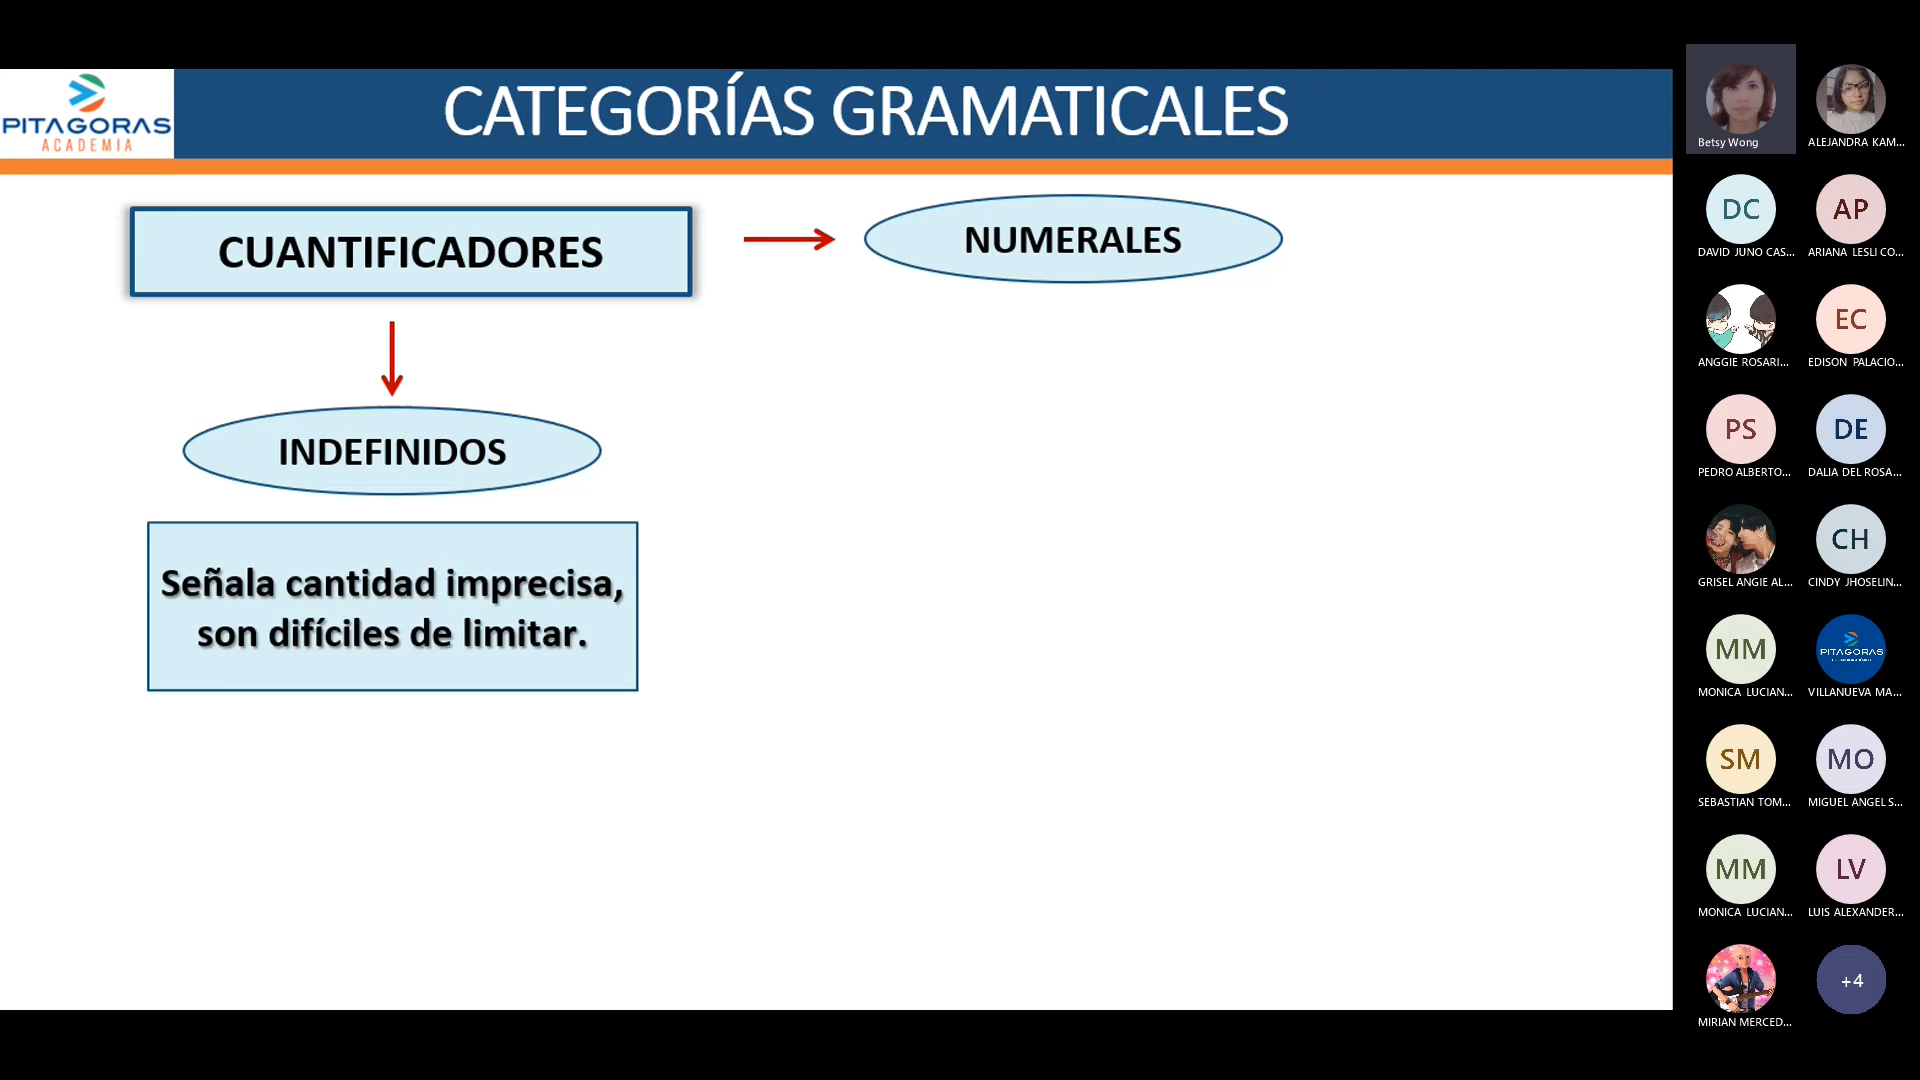 PITAGORAS
ACADEMIA
CATEGORÍAS GRAMATICALES
CUANTIFICADORES
NUMERALES
INDEFINIDOS
Señala cantidad imprecisa,
son difíciles de limitar.
Betsy Wong
ALEJANDRA KAM...
DC
AP
DAVID JUNO CAS...
ARIANA LESLI CO...
EC
ANGGIE ROSARI...
EDISON PALACIO...
PS
DE
PEDRO ALBERTO...
DALIA DEL ROSA...
CH
GRISEL ANGIE AL...
CINDY JHOSELIN...
MM
PITAGORAS
MONICA LUCIAN...
VILLANUEVA MA...
SM
MO
SEBASTIAN TOM...
MIGUEL ANGEL S...
MM
LV
MONICA LUCIAN...
LUIS ALEXANDER...
+4
MIRIAN MERCED...